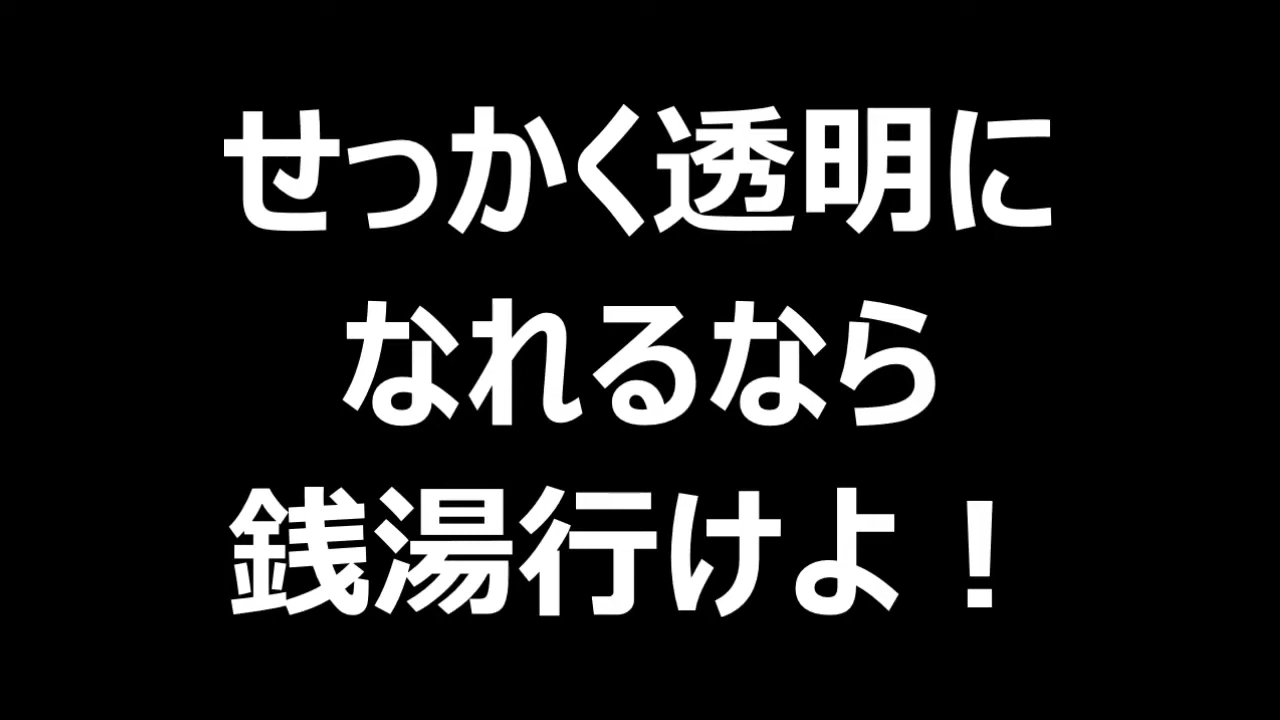 せっかく透明に
なれるなら
銭湯行けよ！